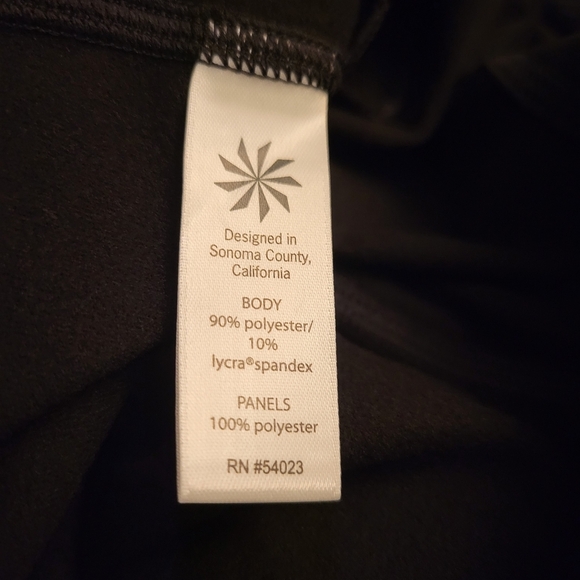 Designed in
Sonoma County,
California
BODY
90% polyester/
10%
lycra®spandex
PANELS
100% polyester
RN #54023